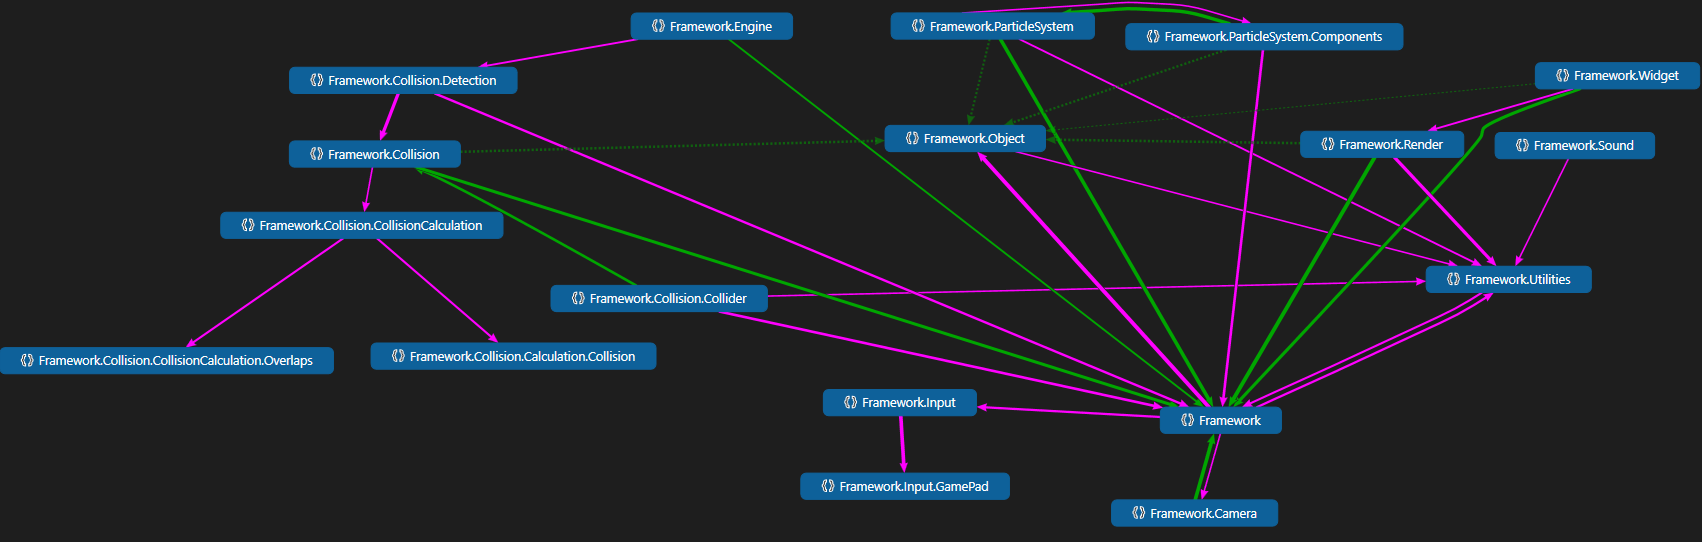 Framework.Engine
Framework.ParticleSystem
Framework.ParticleSystem.Components
Framework.Collision.Detection
Framework.Widget
Framework.Object
Framework.Render
Framework.Sound
Framework.Collision
Framework.Collision.CollisionCalculation
Framework.Utilities
Framework.Collision.Collider
Framework.Collision.CollisionCalculation.Overlaps
Framework.Collision.Calculation.Collision
Framework.Input
Framework
Framework.Input.GamePad
Framework.Camera